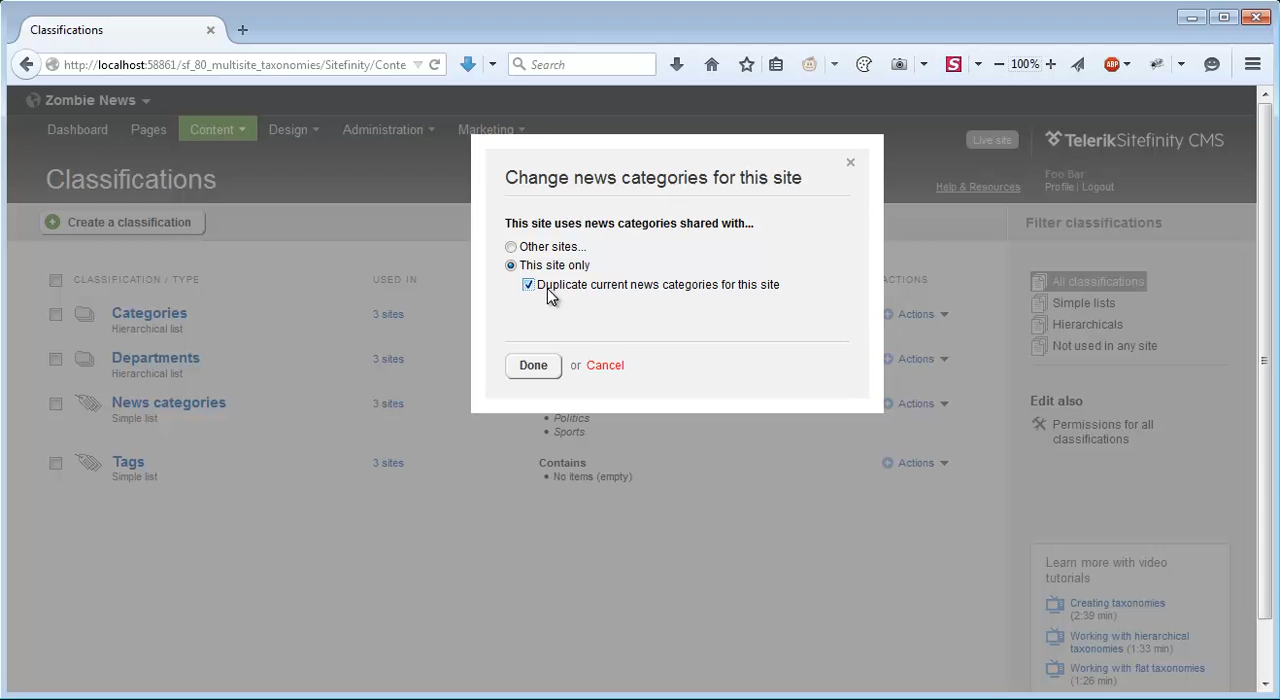 Classifications
http://localhost:58861/sf_80_multisite_taxonomies/Sitefinity/Conte
Search
100%
S
ABP
Zombie News
Dashboard Pages Content Design Administration Marketing
Live site
Telerik Sitefinity CMS
Classifications
Foo Bar
Help & Resources Profile | Logout
Create a classification
Filter classifications
Change news categories for this site
This site uses news categories shared with...
Other sites...
This site only
Duplicate current news categories for this site
Done or Cancel
CLASSIFICATION / TYPE USED IN ACTIONS
Categories 3 sites Actions
Hierarchical list
Departments 3 sites Actions
Hierarchical list
News categories 3 sites Actions
Simple list
• Politics
• Sports
Tags 3 sites Contains Actions
Simple list • No items (empty)
All classifications
Simple lists
Hierarchicals
Not used in any site
Edit also
Permissions for all
classifications
Learn more with video
tutorials
Creating taxonomies
(2:39 min)
Working with hierarchical
taxonomies (1:33 min)
Working with flat taxonomies
(1:26 min)